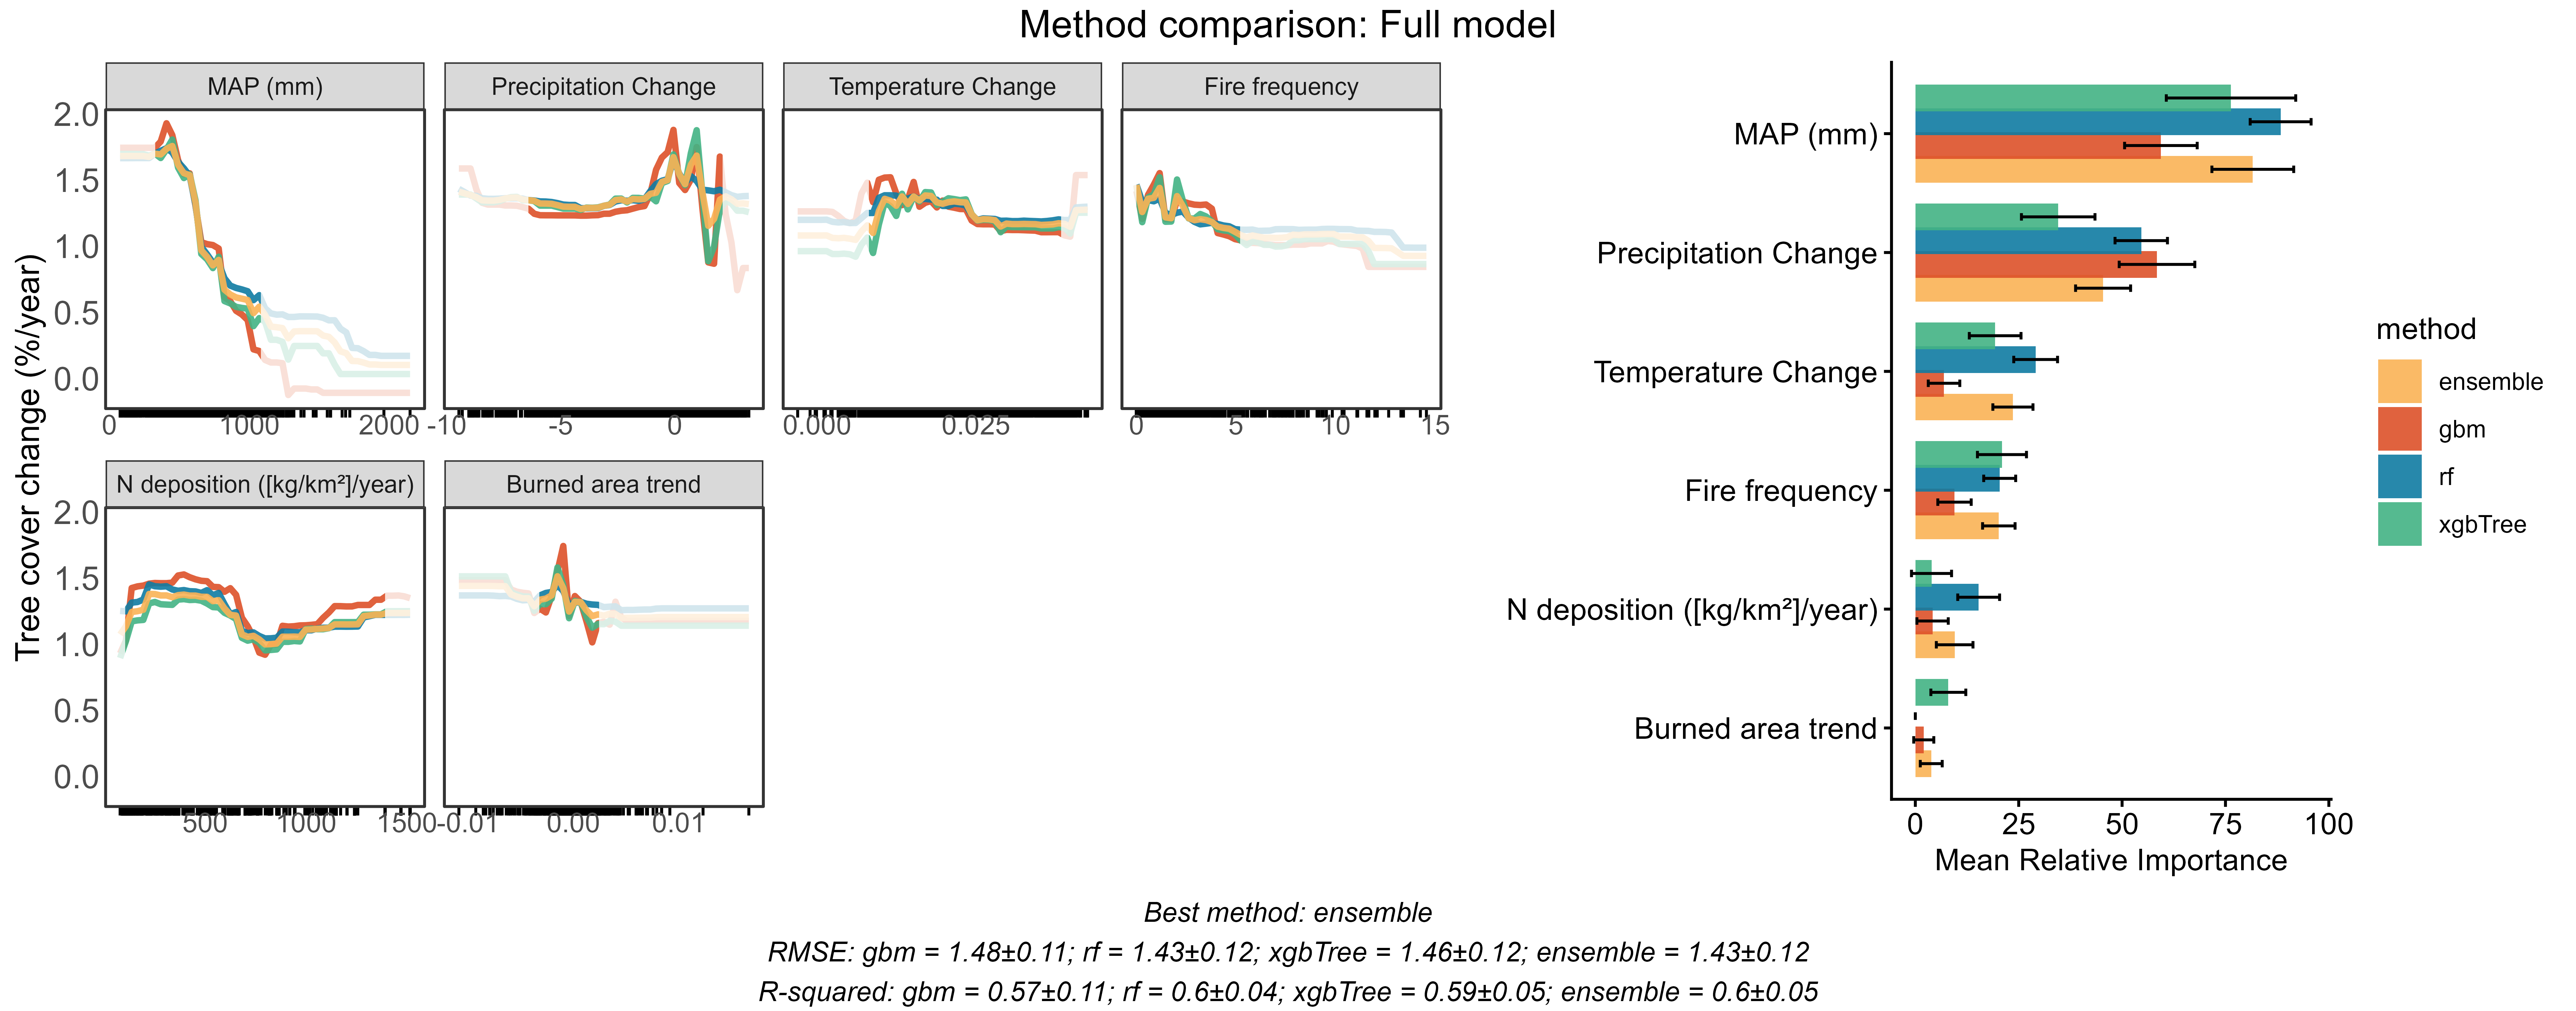 Method comparison: Full model
MAP (mm)
Precipitation Change
Temperature Change
Fire frequency
Tree cover change (%/year)
2.0
1.5
1.0
0.5
0.0
0 1000 2000
-10 -5 0
0.000 0.025
0 5 10 15
N deposition ([kg/km²]/year)
Burned area trend
2.0
1.5
1.0
0.5
0.0
500 1000 1500
-0.01 0.00 0.01
MAP (mm)
Precipitation Change
Temperature Change
Fire frequency
N deposition ([kg/km²]/year)
Burned area trend
0 25 50 75 100
Mean Relative Importance
method
ensemble
gbm
rf
xgbTree
Best method: ensemble
RMSE: gbm = 1.48±0.11; rf = 1.43±0.12; xgbTree = 1.46±0.12; ensemble = 1.43±0.12
R-squared: gbm = 0.57±0.11; rf = 0.6±0.04; xgbTree = 0.59±0.05; ensemble = 0.6±0.05